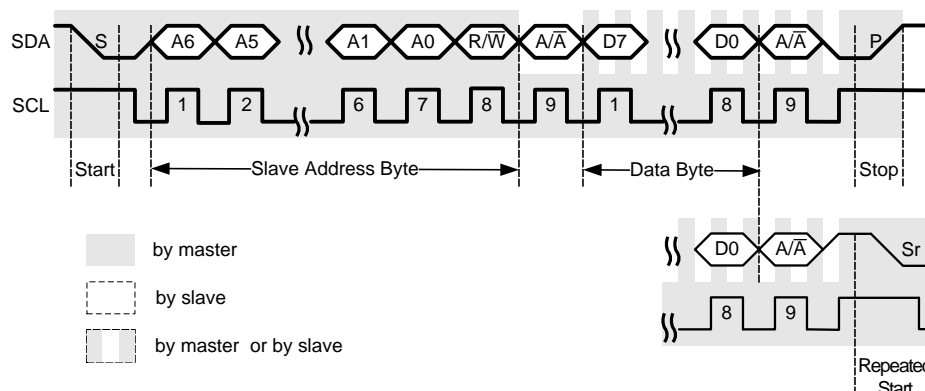 SDA S A6 A5 A1 A0 R/W̅ A/A̅ D7 D0 A/A̅ P
SCL 1 2 6 7 8 9 1 8 9
Start Slave Address Byte Data Byte Stop
by master
by slave
by master or by slave
D0 A/A̅ Sr
8 9
Repeated
Start